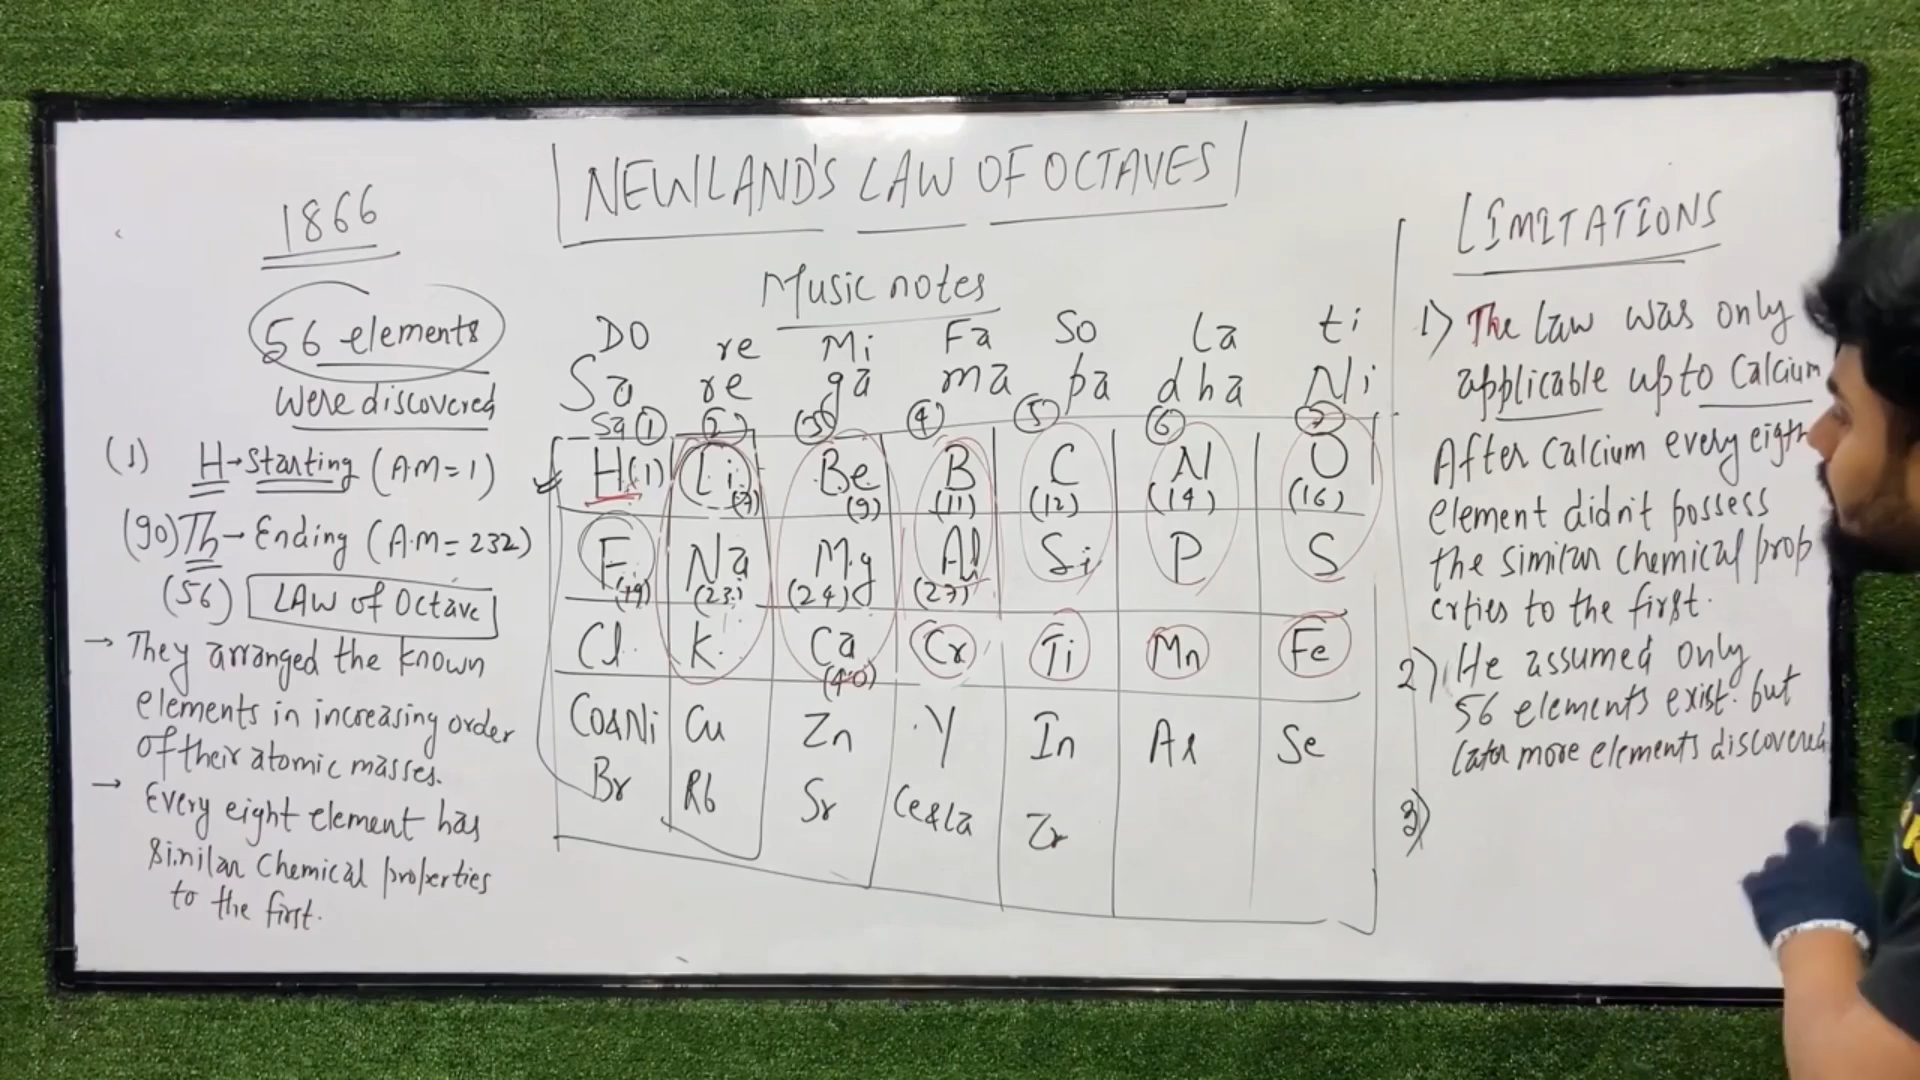 NEWLAND'S LAW OF OCTAVES
1866
56 elements
were discovered
(1) H→Starting (A.M=1)
(90) Th→ Ending (A.M= 232)
(56) LAW of Octave
→ They arranged the known
elements in increasing order
of their atomic masses.
→ Every eight element has
Similar Chemical properties
to the first.
Music notes
DO re Mi Fa So La ti
Sa re ga ma pa dha Ni
Sa ① ② ③ ④ ⑤ ⑥ ⑦
H(1) Li (7) Be (9) B (11) C (12) N (14) O (16)
F (19) Na (23) Mg (24) Al (27) Si P S
Cl K Ca (40) Cr Ti Mn Fe
Co&Ni Cu Zn Y In As Se
Br Rb Sr Ce&La Zr
LIMITATIONS
1) The law was only
applicable upto Calcium
After Calcium every eigth
element didn't possess
the similar chemical prop
erties to the first.
2) He assumed only
56 elements exist. but
later more elements discovered
3)